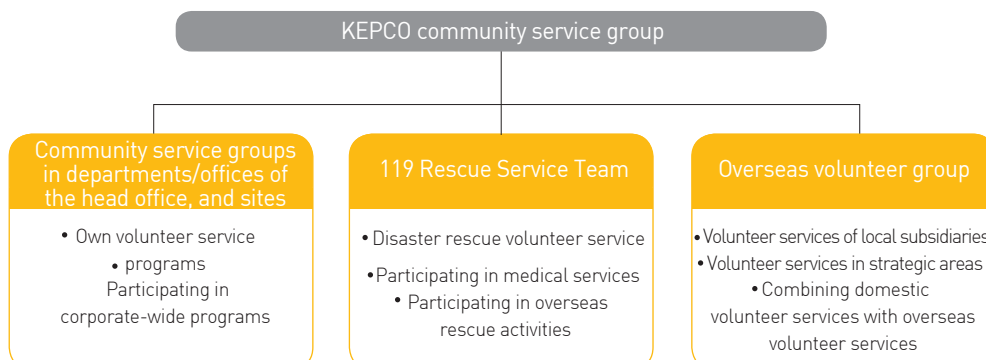 KEPCO community service group
Community service groups
in departments/offices of
the head office, and sites
• Own volunteer service
• programs
Participating in
corporate-wide programs
119 Rescue Service Team
• Disaster rescue volunteer service
• Participating in medical services
• Participating in overseas
rescue activities
Overseas volunteer group
• Volunteer services of local subsidiaries
• Volunteer services in strategic areas
• Combining domestic
volunteer services with overseas
volunteer services